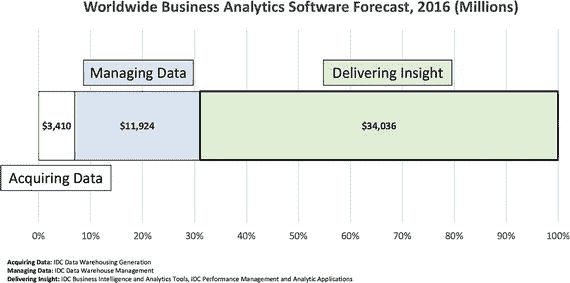 Worldwide Business Analytics Software Forecast, 2016 (Millions)
Managing Data
Delivering Insight
$3,410
$11,924
$34,036
Acquiring Data
0% 10% 20% 30% 40% 50% 60% 70% 80% 90% 100%
Acquiring Data: IDC Data Warehousing Generation
Managing Data: IDC Data Warehouse Management
Delivering Insight: IDC Business Intelligence and Analytics Tools, IDC Performance Management and Analytic Applications